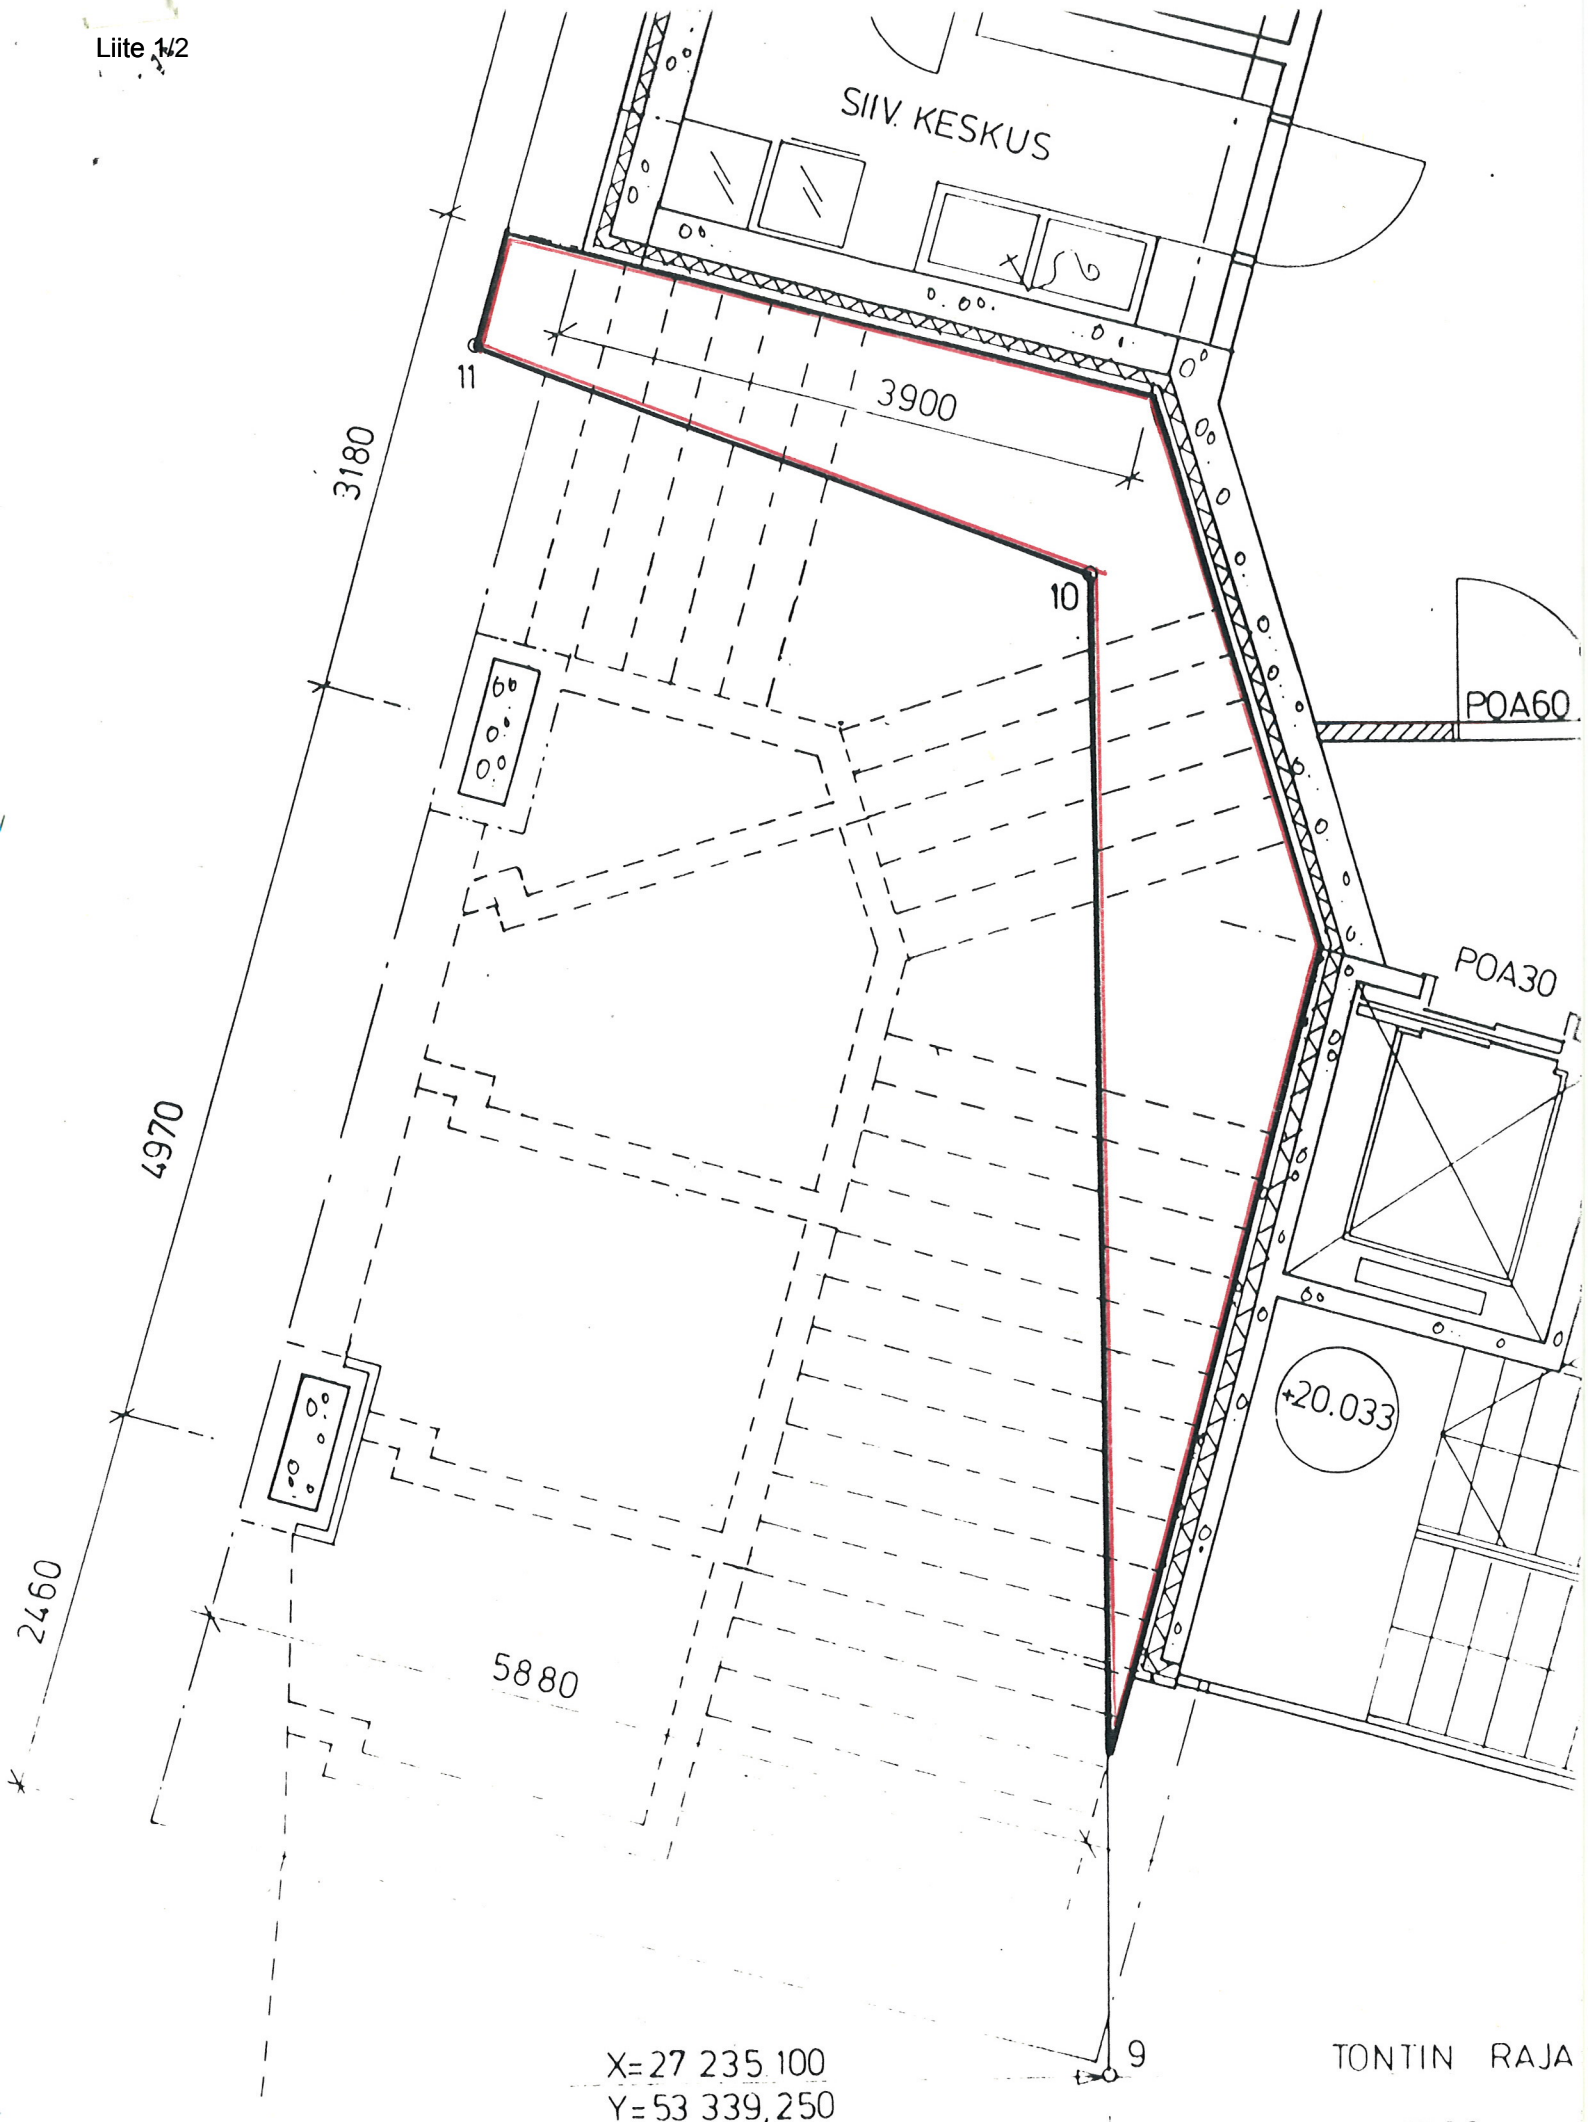 Liite 1/2
SIIV. KESKUS
11
3900
3180
10
POA60
POA30
4970
+20.033
2460
5880
9
TONTIN RAJA
X=27 235.100
Y=53 339,250